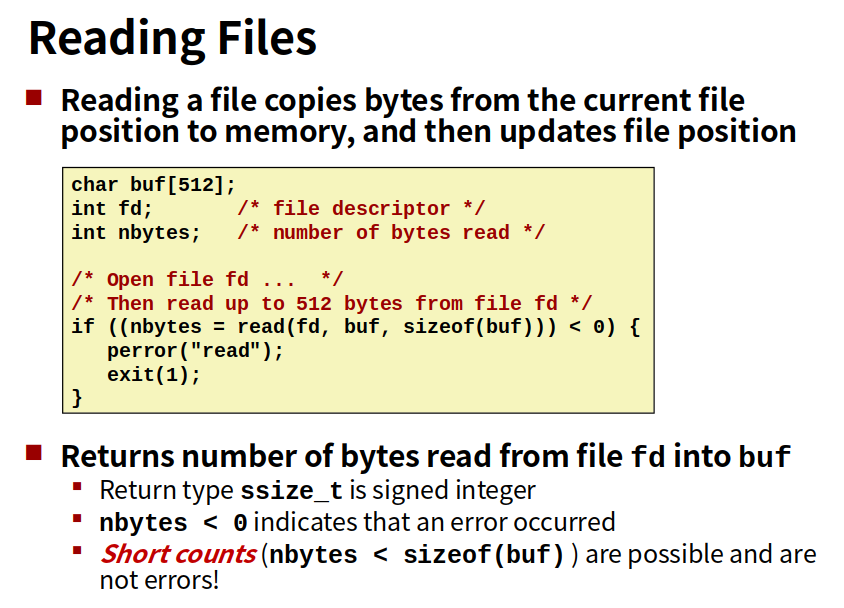 Reading Files
Reading a file copies bytes from the current file
position to memory, and then updates file position
char buf[512];
int fd;       /* file descriptor */
int nbytes;   /* number of bytes read */
/* Open file fd ...  */
/* Then read up to 512 bytes from file fd */
if ((nbytes = read(fd, buf, sizeof(buf))) < 0) {
   perror("read");
   exit(1);
}
Returns number of bytes read from file fd into buf
Return type ssize_t is signed integer
nbytes < 0 indicates that an error occurred
Short counts (nbytes < sizeof(buf) ) are possible and are
not errors!